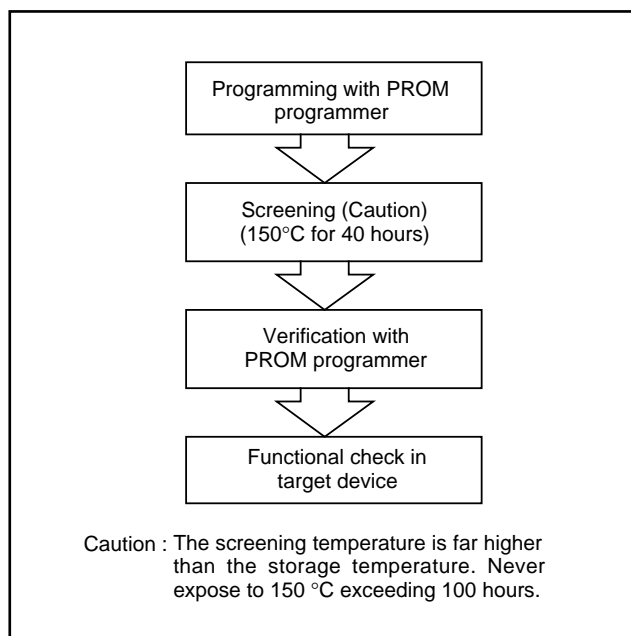 Programming with PROM
programmer
Screening (Caution)
(150°C for 40 hours)
Verification with
PROM programmer
Functional check in
target device
Caution : The screening temperature is far higher
than the storage temperature. Never
expose to 150 °C exceeding 100 hours.